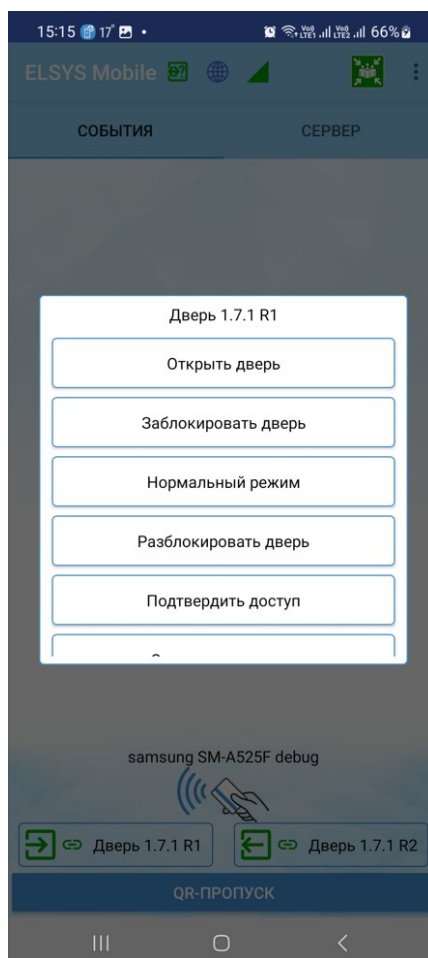 15:15 17° 66%
ELSYS Mobile
СОБЫТИЯ СЕРВЕР
Дверь 1.7.1 R1
Открыть дверь
Заблокировать дверь
Нормальный режим
Разблокировать дверь
Подтвердить доступ
samsung SM-A525F debug
Дверь 1.7.1 R1 Дверь 1.7.1 R2
QR-ПРОПУСК